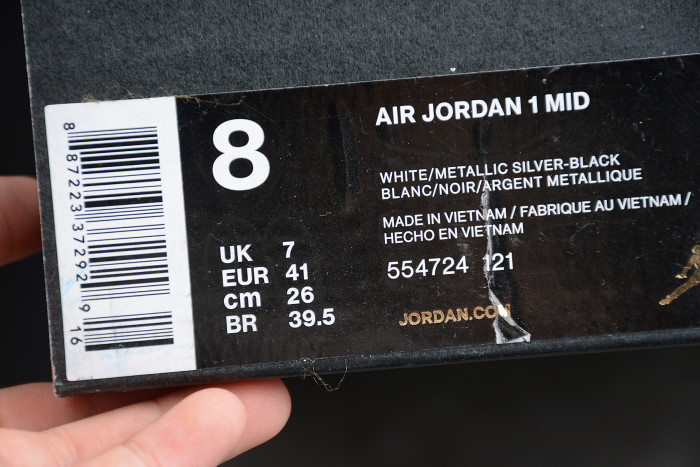 8 87223 37292 9 16
8
UK 7
EUR 41
cm 26
BR 39.5
AIR JORDAN 1 MID
WHITE/METALLIC SILVER-BLACK
BLANC/NOIR/ARGENT METALLIQUE
MADE IN VIETNAM / FABRIQUE AU VIETNAM /
HECHO EN VIETNAM
554724 121
JORDAN.COM